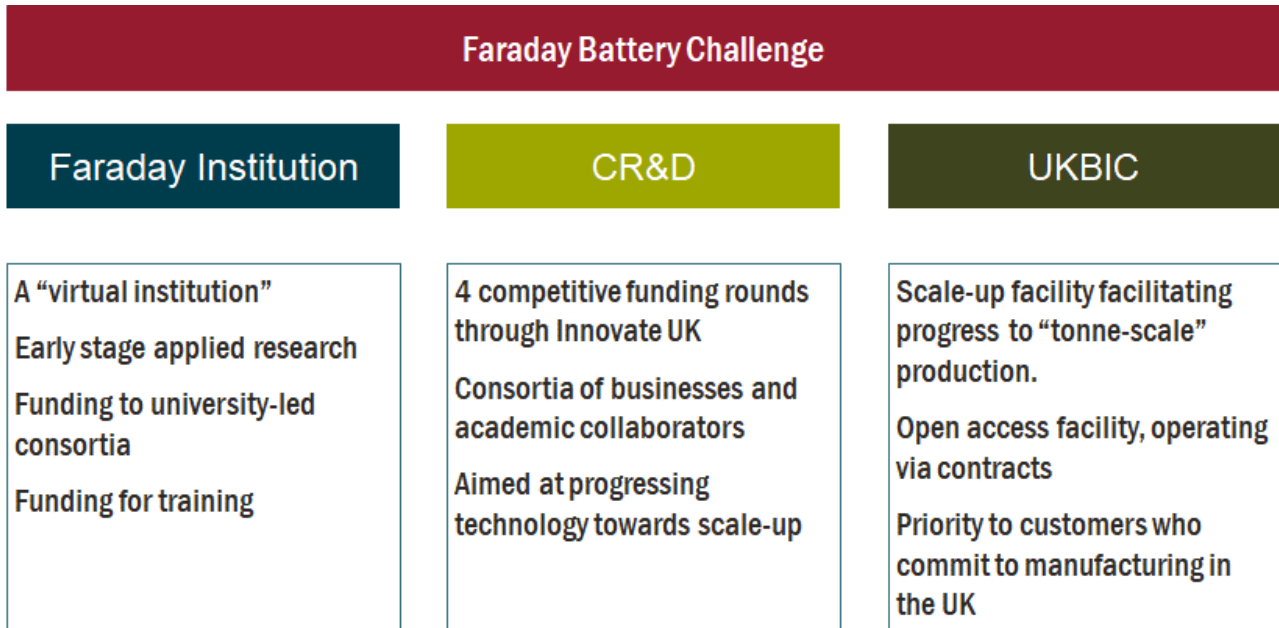 Faraday Battery Challenge
Faraday Institution
A “virtual institution”
Early stage applied research
Funding to university-led
consortia
Funding for training
CR&D
4 competitive funding rounds
through Innovate UK
Consortia of businesses and
academic collaborators
Aimed at progressing
technology towards scale-up
UKBIC
Scale-up facility facilitating
progress to “tonne-scale”
production.
Open access facility, operating
via contracts
Priority to customers who
commit to manufacturing in
the UK